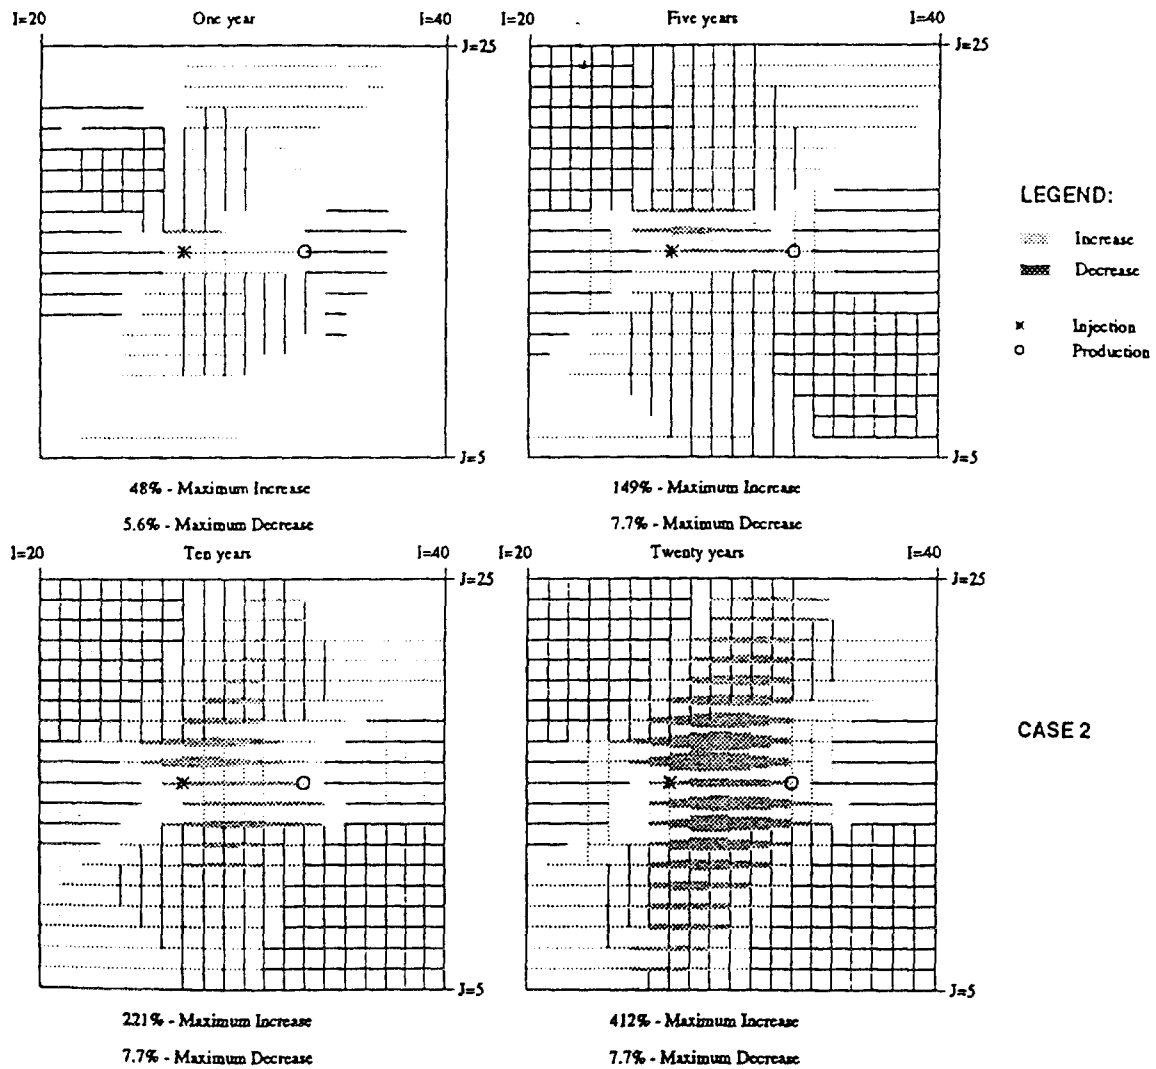 I=20 One year I=40
J=25
J=5
48% - Maximum Increase
5.6% - Maximum Decrease
I=20 Five years I=40
J=25
J=5
149% - Maximum Increase
7.7% - Maximum Decrease
LEGEND:
Increase
Decrease
Injection
Production
I=20 Ten years I=40
J=25
J=5
221% - Maximum Increase
7.7% - Maximum Decrease
I=20 Twenty years I=40
J=25
J=5
412% - Maximum Increase
7.7% - Maximum Decrease
CASE 2